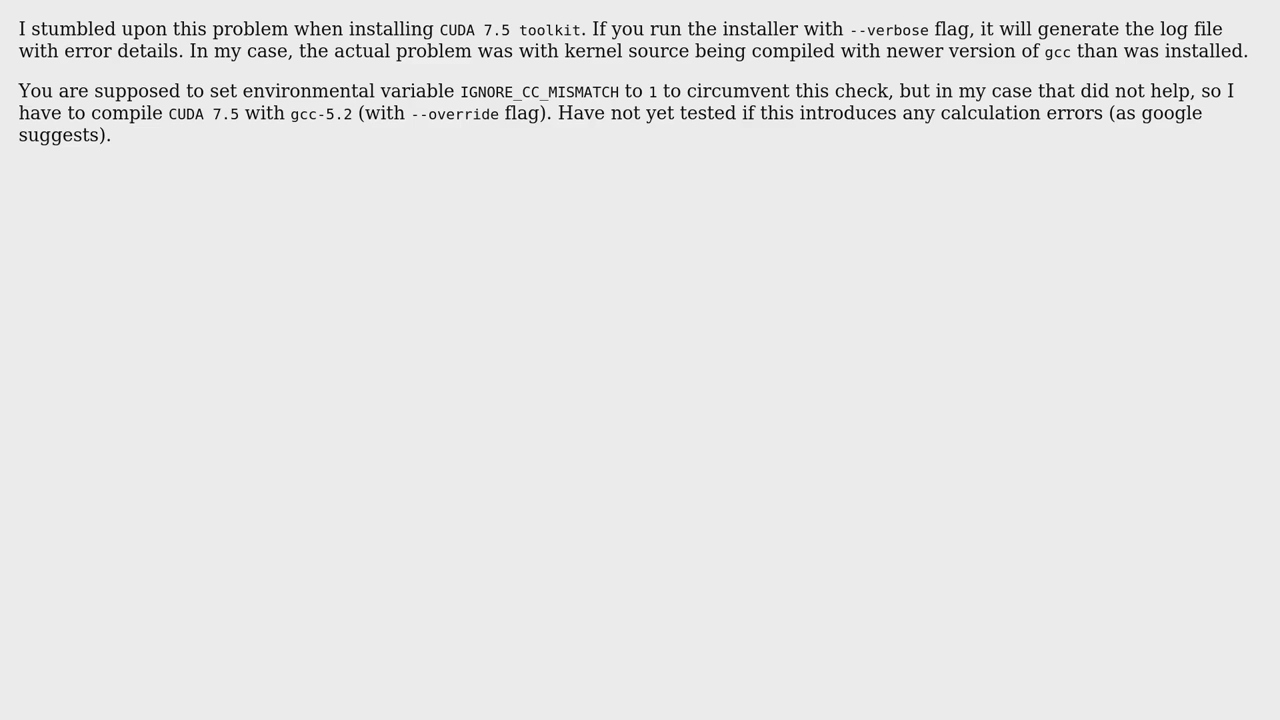 I stumbled upon this problem when installing CUDA 7.5 toolkit. If you run the installer with --verbose flag, it will generate the log file
with error details. In my case, the actual problem was with kernel source being compiled with newer version of gcc than was installed.
You are supposed to set environmental variable IGNORE_CC_MISMATCH to 1 to circumvent this check, but in my case that did not help, so I
have to compile CUDA 7.5 with gcc-5.2 (with --override flag). Have not yet tested if this introduces any calculation errors (as google
suggests).